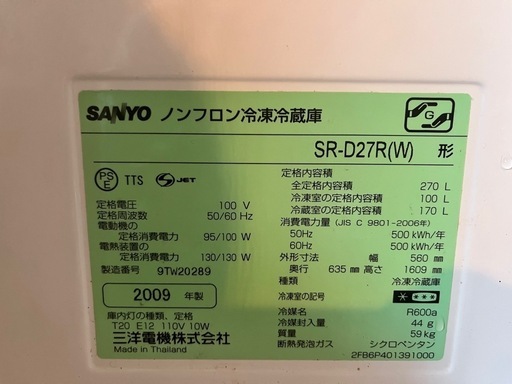 SANYO ノンフロン冷凍冷蔵庫
G
SR-D27R(W) 形
PS E TTS S-JET
定格電圧 100 V
定格周波数 50/60 Hz
電動機の
定格消費電力 95/100 W
電熱装置の
定格消費電力 130/130 W
製造番号 9TW20289
2009 年製
庫内灯の種類、定格
T20 E12 110V 10W
三洋電機株式会社
Made in Thailand
定格内容積
全定格内容積 270 L
冷凍室の定格内容積 100 L
冷蔵室の定格内容積 170 L
消費電力量 (JIS C 9801-2006年)
50Hz 500 kWh/年
60Hz 500 kWh/年
外形寸法 幅 560 mm
奥行 635 mm 高さ 1609 mm
種類 冷凍冷蔵庫
冷凍室の記号
冷媒名 R600a
冷媒封入量 44 g
質量 59 kg
断熱発泡ガス シクロペンタン
2FB6P401391000